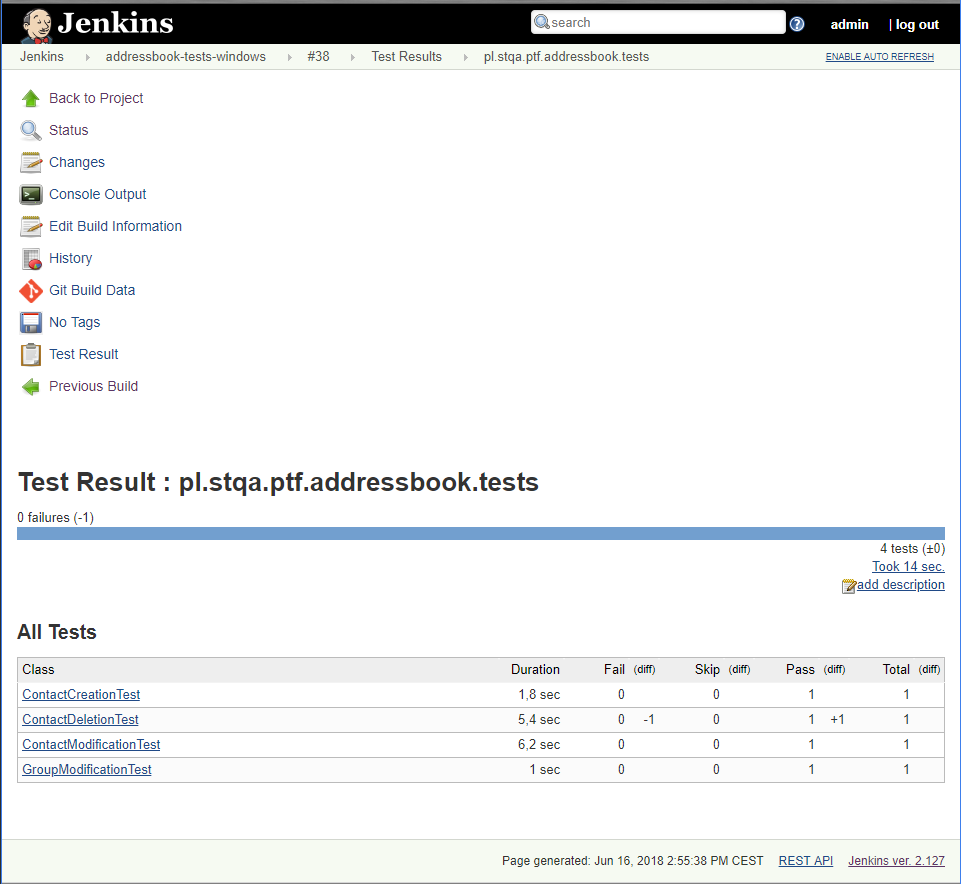 Jenkins
search
admin | log out
Jenkins addressbook-tests-windows #38 Test Results pl.stqa.ptf.addressbook.tests ENABLE AUTO REFRESH
Back to Project
Status
Changes
Console Output
Edit Build Information
History
Git Build Data
No Tags
Test Result
Previous Build
Test Result : pl.stqa.ptf.addressbook.tests
0 failures (-1)
4 tests (±0)
Took 14 sec.
add description
All Tests
Class Duration Fail (diff) Skip (diff) Pass (diff) Total (diff)
ContactCreationTest 1,8 sec 0 0 1 1
ContactDeletionTest 5,4 sec 0 -1 0 1 +1 1
ContactModificationTest 6,2 sec 0 0 1 1
GroupModificationTest 1 sec 0 0 1 1
Page generated: Jun 16, 2018 2:55:38 PM CEST REST API Jenkins ver. 2.127